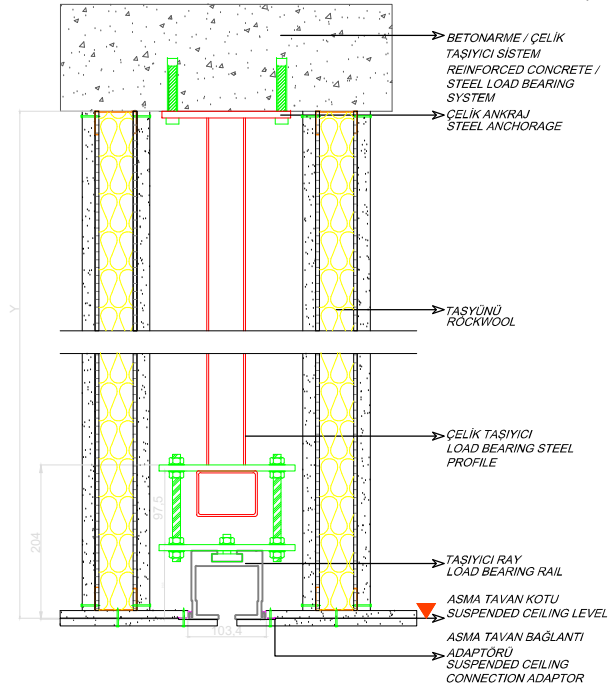 BETONARME / ÇELİK
TAŞIYICI SİSTEM
REINFORCED CONCRETE /
STEEL LOAD BEARING
SYSTEM
ÇELİK ANKRAJ
STEEL ANCHORAGE
TAŞYÜNÜ
ROCKWOOL
ÇELİK TAŞIYICI
LOAD BEARING STEEL
PROFILE
TAŞIYICI RAY
LOAD BEARING RAIL
ASMA TAVAN KOTU
SUSPENDED CEILING LEVEL
ASMA TAVAN BAĞLANTI
ADAPTÖRÜ
SUSPENDED CEILING
CONNECTION ADAPTOR
Y
204
97,5
103,4